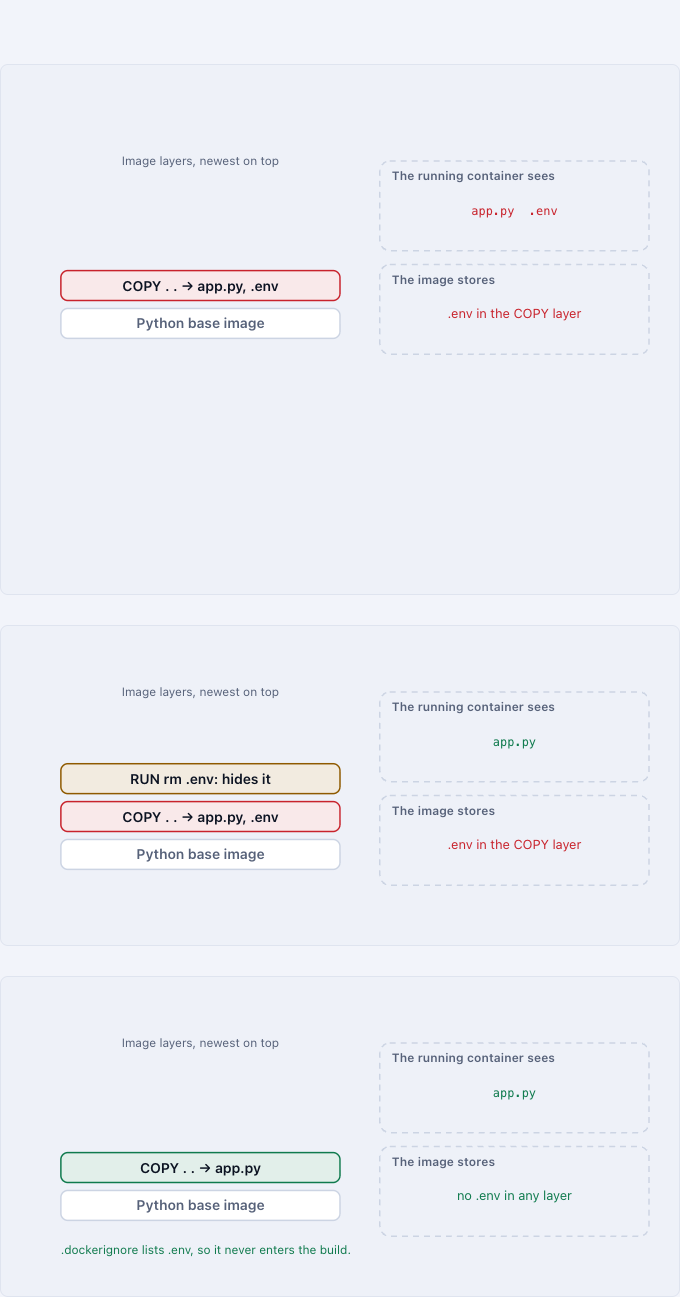 Image layers, newest on top
COPY . . → app.py, .env
Python base image
The running container sees
app.py .env
The image stores
.env in the COPY layer
Image layers, newest on top
RUN rm .env: hides it
COPY . . → app.py, .env
Python base image
The running container sees
app.py
The image stores
.env in the COPY layer
Image layers, newest on top
COPY . . → app.py
Python base image
.dockerignore lists .env, so it never enters the build.
The running container sees
app.py
The image stores
no .env in any layer